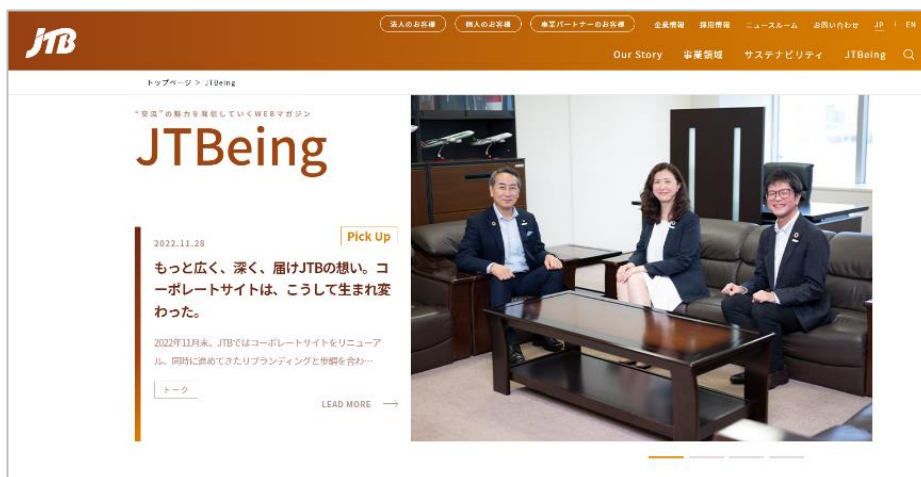 JTB
法人のお客様 個人のお客様 事業パートナーのお客様 企業情報 採用情報 ニュースルーム お問い合わせ JP | EN
Our Story 事業領域 サステナビリティ JTBeing
トップページ > JTBeing
"交流"の魅力を発信していくWEBマガジン
JTBeing
Pick Up
2022.11.28
もっと広く、深く、届けJTBの想い。コ
ーポレートサイトは、こうして生まれ変
わった。
2022年11月末、JTBではコーポレートサイトをリニューア
ル。同時に進めてきたリブランディングと歩調を合わ…
トーク
LEAD MORE